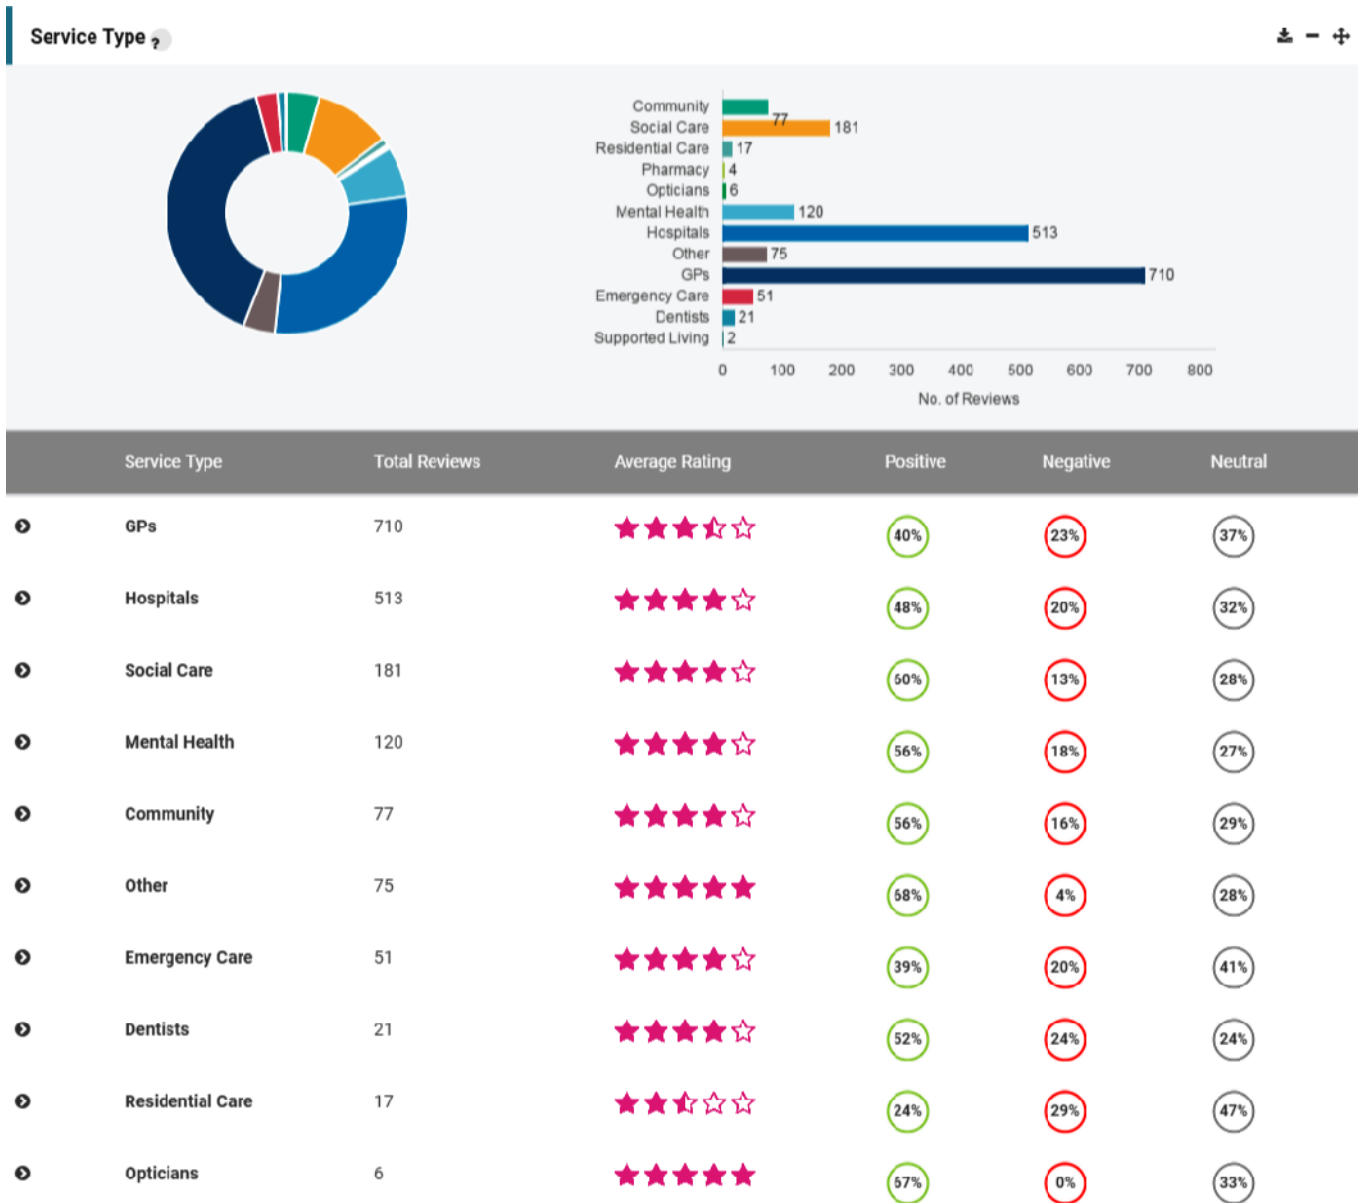 Service Type ?
Community 77
Social Care 181
Residential Care 17
Pharmacy 4
Opticians 6
Mental Health 120
Hospitals 513
Other 75
GPs 710
Emergency Care 51
Dentists 21
Supported Living 2
0 100 200 300 400 500 600 700 800
No. of Reviews
Service Type Total Reviews Average Rating Positive Negative Neutral
GPs 710 40% 23% 37%
Hospitals 513 48% 20% 32%
Social Care 181 60% 13% 28%
Mental Health 120 56% 18% 27%
Community 77 56% 16% 29%
Other 75 68% 4% 28%
Emergency Care 51 39% 20% 41%
Dentists 21 52% 24% 24%
Residential Care 17 24% 29% 47%
Opticians 6 67% 0% 33%